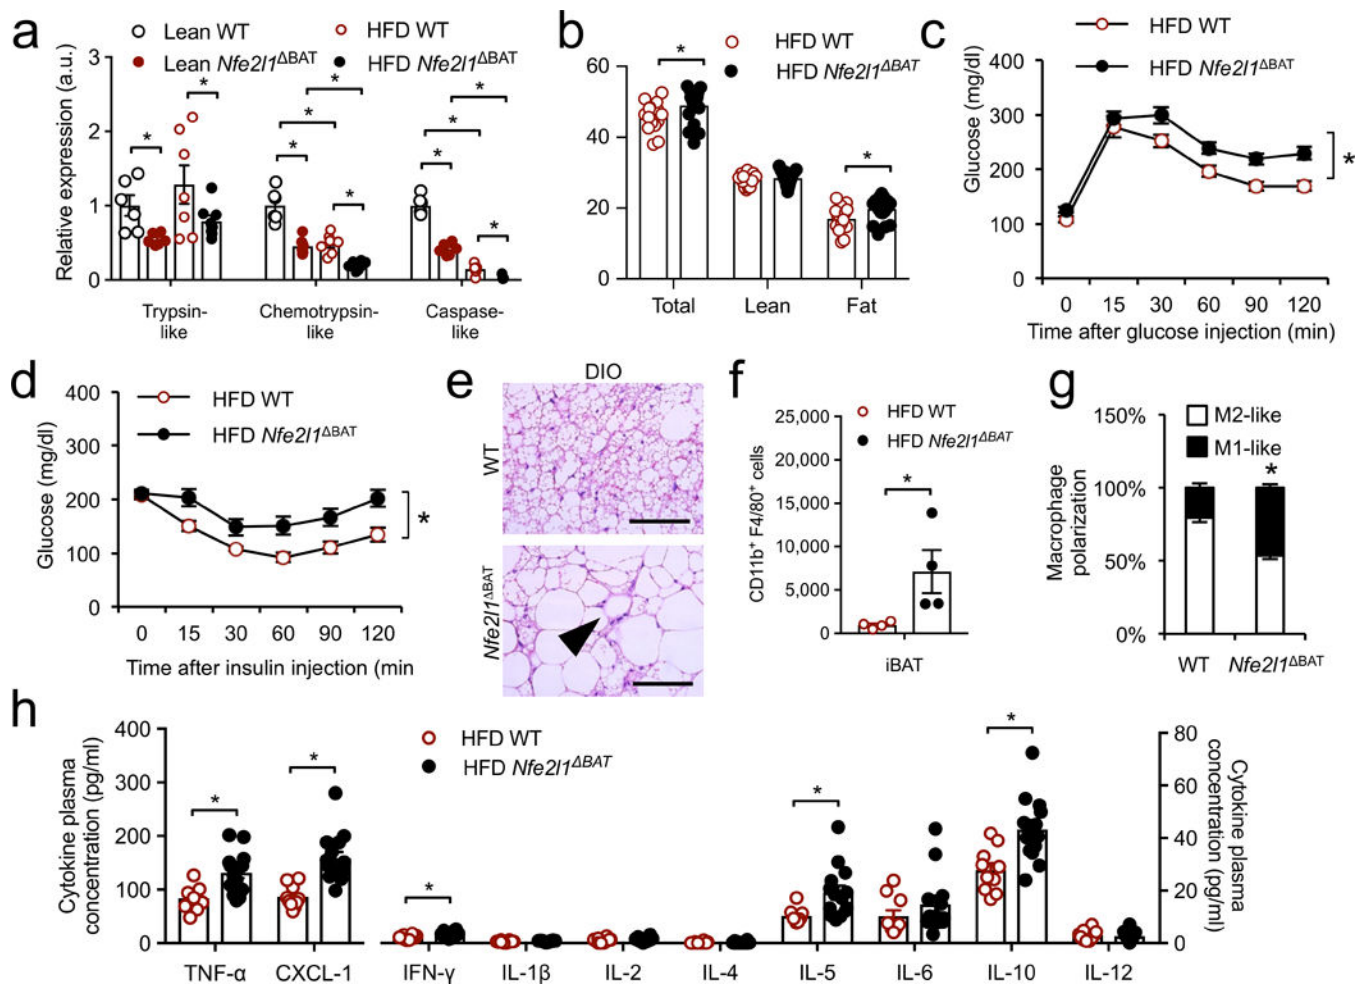 a
Lean WT
HFD WT
Lean Nfe2l1ΔBAT
HFD Nfe2l1ΔBAT
Relative expression (a.u.)
3
2
1
0
* * * * * * * * * * *
Trypsin-
like
Chemotrypsin-
like
Caspase-
like
b
HFD WT
HFD Nfe2l1ΔBAT
60
40
20
0
* *
Total Lean Fat
c
HFD WT
HFD Nfe2l1ΔBAT
Glucose (mg/dl)
400
300
200
100
0
*
0 15 30 60 90 120
Time after glucose injection (min)
d
HFD WT
HFD Nfe2l1ΔBAT
Glucose (mg/dl)
400
300
200
100
0
*
0 15 30 60 90 120
Time after insulin injection (min
e
DIO
WT
Nfe2l1ΔBAT
f
HFD WT
HFD Nfe2l1ΔBAT
CD11b+ F4/80+ cells
25,000
20,000
15,000
10,000
5,000
0
*
iBAT
g
M2-like
M1-like
Macrophage
polarization
150%
100%
50%
0%
*
WT Nfe2l1ΔBAT
h
HFD WT
HFD Nfe2l1ΔBAT
Cytokine plasma
concentration (pg/ml)
400
300
200
100
0
* * * * *
TNF-α CXCL-1 IFN-γ IL-1β IL-2 IL-4 IL-5 IL-6 IL-10 IL-12
80
60
40
20
0
Cytokine plasma
concentration (pg/ml)